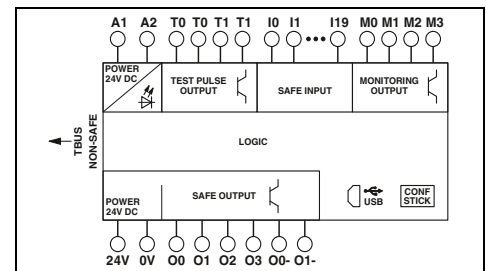 A1 A2 T0 T0 T1 T1 I0 I1 I19 M0 M1 M2 M3
POWER
24V DC
TEST PULSE
OUTPUT
SAFE INPUT
MONITORING
OUTPUT
TBUS
NON-SAFE
LOGIC
POWER
24V DC
SAFE OUTPUT
USB
CONF
STICK
24V 0V O0 O1 O2 O3 O0- O1-